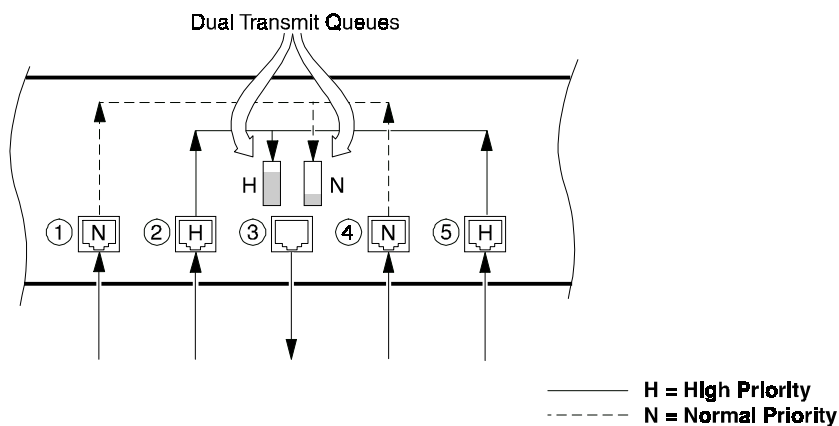 Dual Transmit Queues
H N
1 N 2 H 3 4 N 5 H
H = High Priority
N = Normal Priority